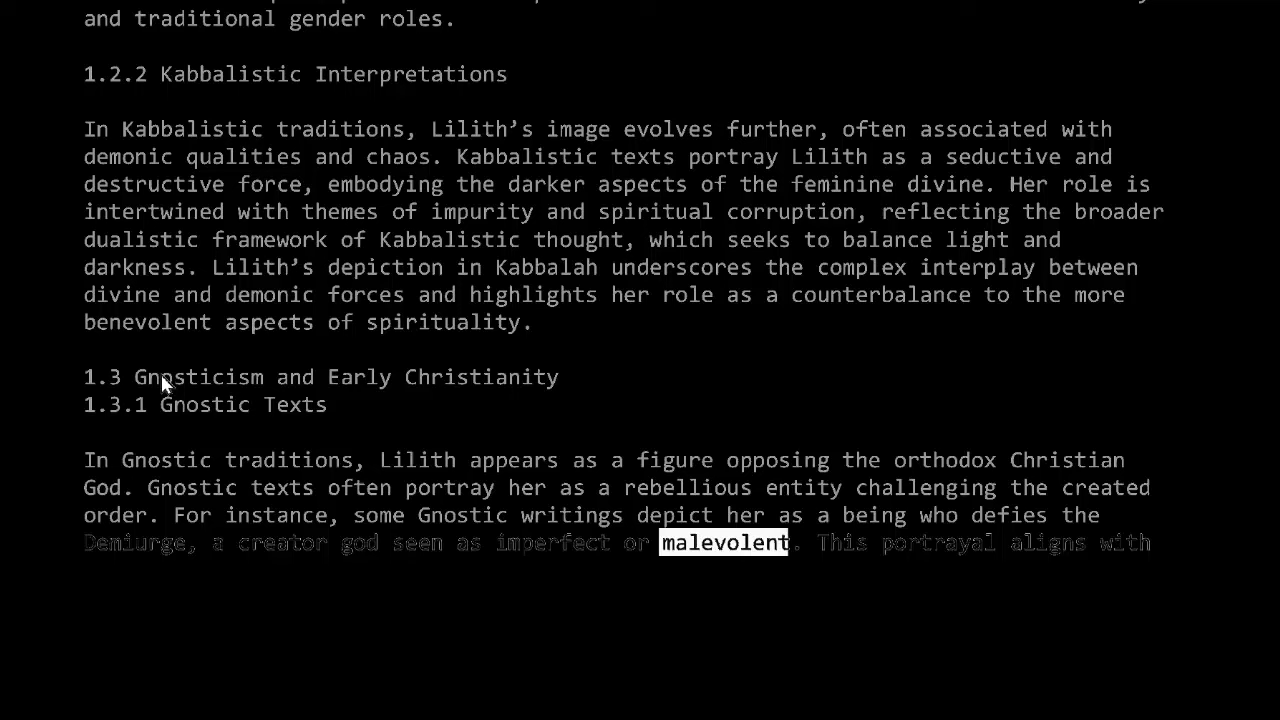 and traditional gender roles.
1.2.2 Kabbalistic Interpretations
In Kabbalistic traditions, Lilith’s image evolves further, often associated with
demonic qualities and chaos. Kabbalistic texts portray Lilith as a seductive and
destructive force, embodying the darker aspects of the feminine divine. Her role is
intertwined with themes of impurity and spiritual corruption, reflecting the broader
dualistic framework of Kabbalistic thought, which seeks to balance light and
darkness. Lilith’s depiction in Kabbalah underscores the complex interplay between
divine and demonic forces and highlights her role as a counterbalance to the more
benevolent aspects of spirituality.
1.3 Gnosticism and Early Christianity
1.3.1 Gnostic Texts
In Gnostic traditions, Lilith appears as a figure opposing the orthodox Christian
God. Gnostic texts often portray her as a rebellious entity challenging the created
order. For instance, some Gnostic writings depict her as a being who defies the
Demiurge, a creator god seen as imperfect or malevolent. This portrayal aligns with